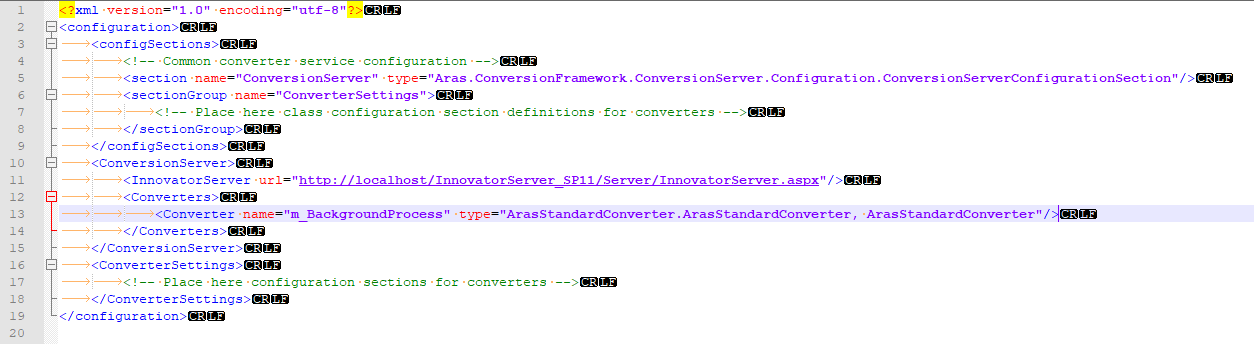 1 <?xml version="1.0" encoding="utf-8"?>CRLF
2 <configuration>CRLF
3 <configSections>CRLF
4 <!-- Common converter service configuration -->CRLF
5 <section name="ConversionServer" type="Aras.ConversionFramework.ConversionServer.Configuration.ConversionServerConfigurationSection"/>CRLF
6 <sectionGroup name="ConverterSettings">CRLF
7 <!-- Place here class configuration section definitions for converters -->CRLF
8 </sectionGroup>CRLF
9 </configSections>CRLF
10 <ConversionServer>CRLF
11 <InnovatorServer url="http://localhost/InnovatorServer_SP11/Server/InnovatorServer.aspx"/>CRLF
12 <Converters>CRLF
13 <Converter name="m_BackgroundProcess" type="ArasStandardConverter.ArasStandardConverter, ArasStandardConverter"/>CRLF
14 </Converters>CRLF
15 </ConversionServer>CRLF
16 <ConverterSettings>CRLF
17 <!-- Place here configuration sections for converters -->CRLF
18 </ConverterSettings>CRLF
19 </configuration>CRLF
20